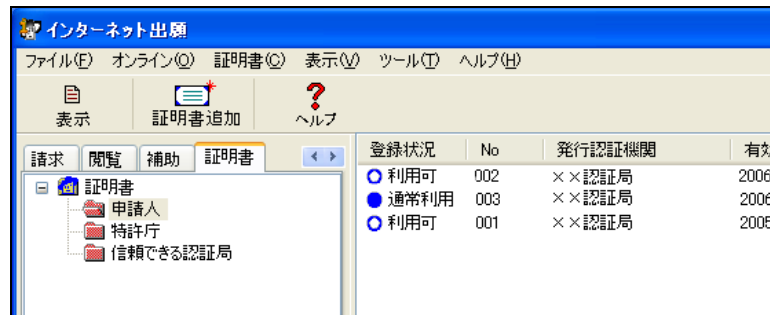 インターネット出願
ファイル(F) オンライン(O) 証明書(C) 表示(V) ツール(T) ヘルプ(H)
表示 証明書追加 ヘルプ
請求 閲覧 補助 証明書
証明書
申請人
特許庁
信頼できる認証局
登録状況 No 発行認証機関 有効
利用可 002 ××認証局 2006
通常利用 003 ××認証局 2006
利用可 001 ××認証局 2005